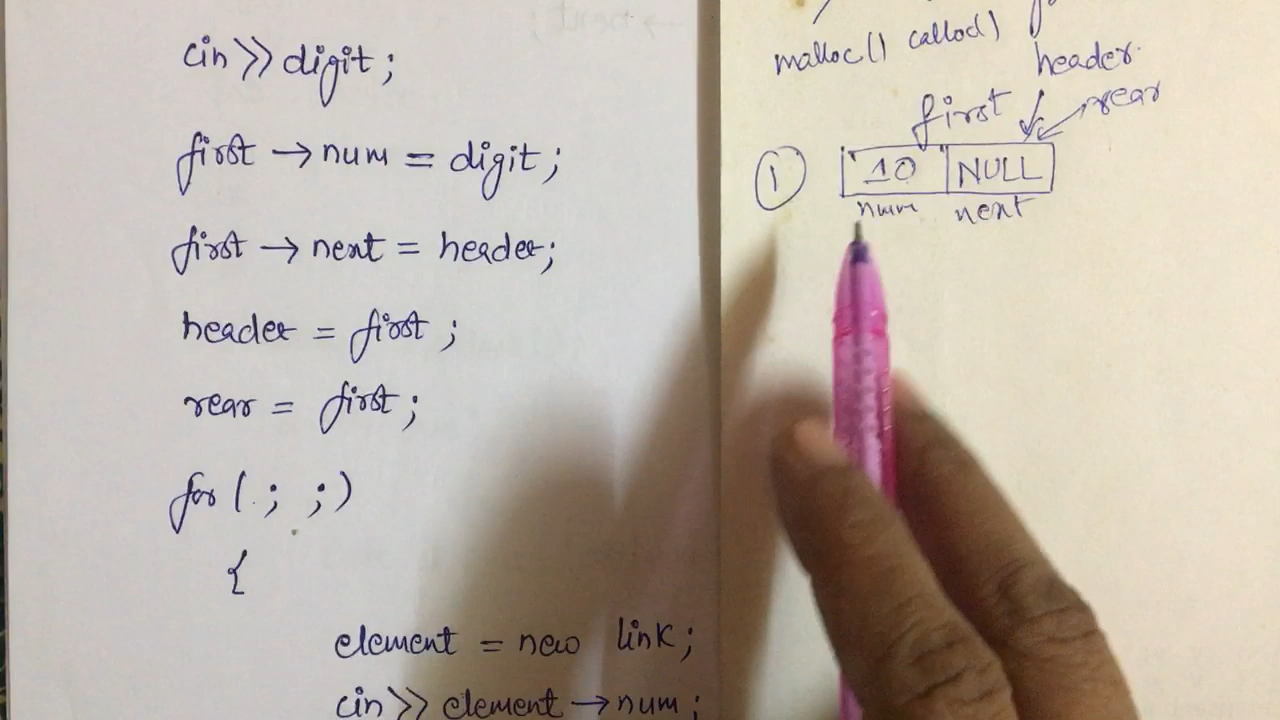 cin >> digit;
first → num = digit;
first → next = header;
header = first;
rear = first;
for ( ; ; )
{
element = new link;
cin >> element → num;
malloc() calloc()
header
first
rear
① 10 NULL
num next